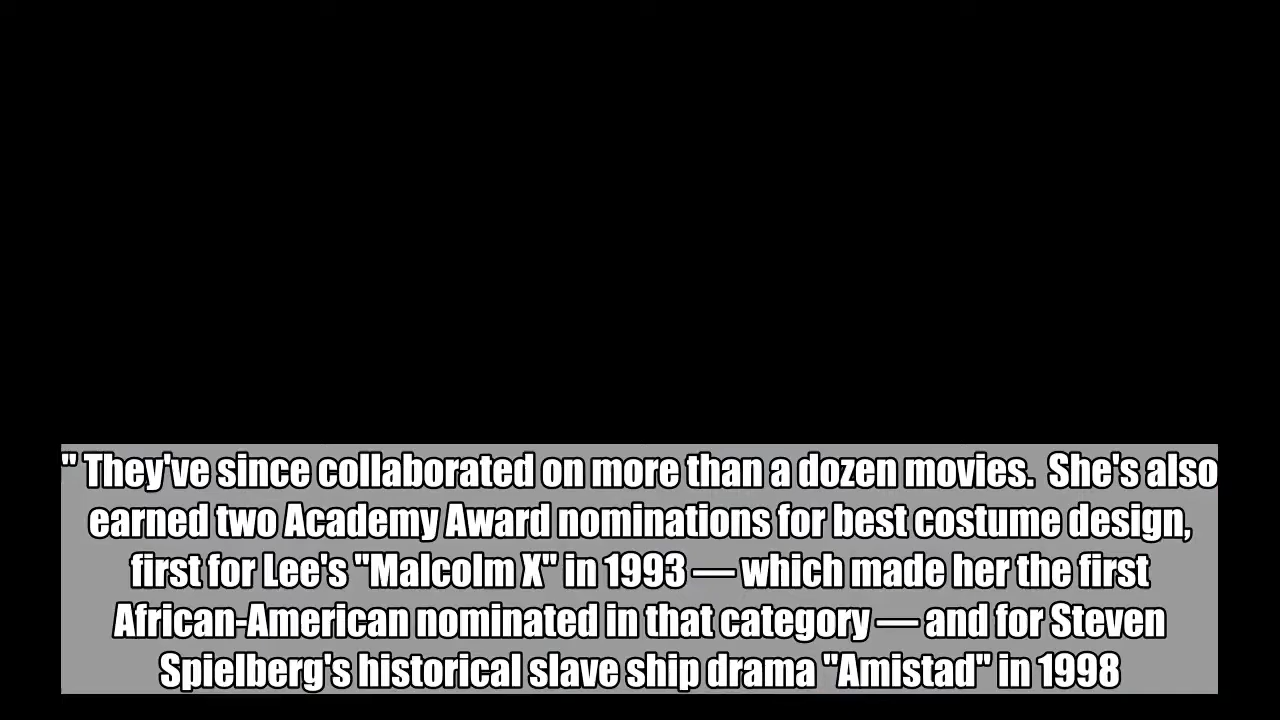 " They've since collaborated on more than a dozen movies.  She's also
earned two Academy Award nominations for best costume design,
first for Lee's "Malcolm X" in 1993 — which made her the first
African-American nominated in that category — and for Steven
Spielberg's historical slave ship drama "Amistad" in 1998